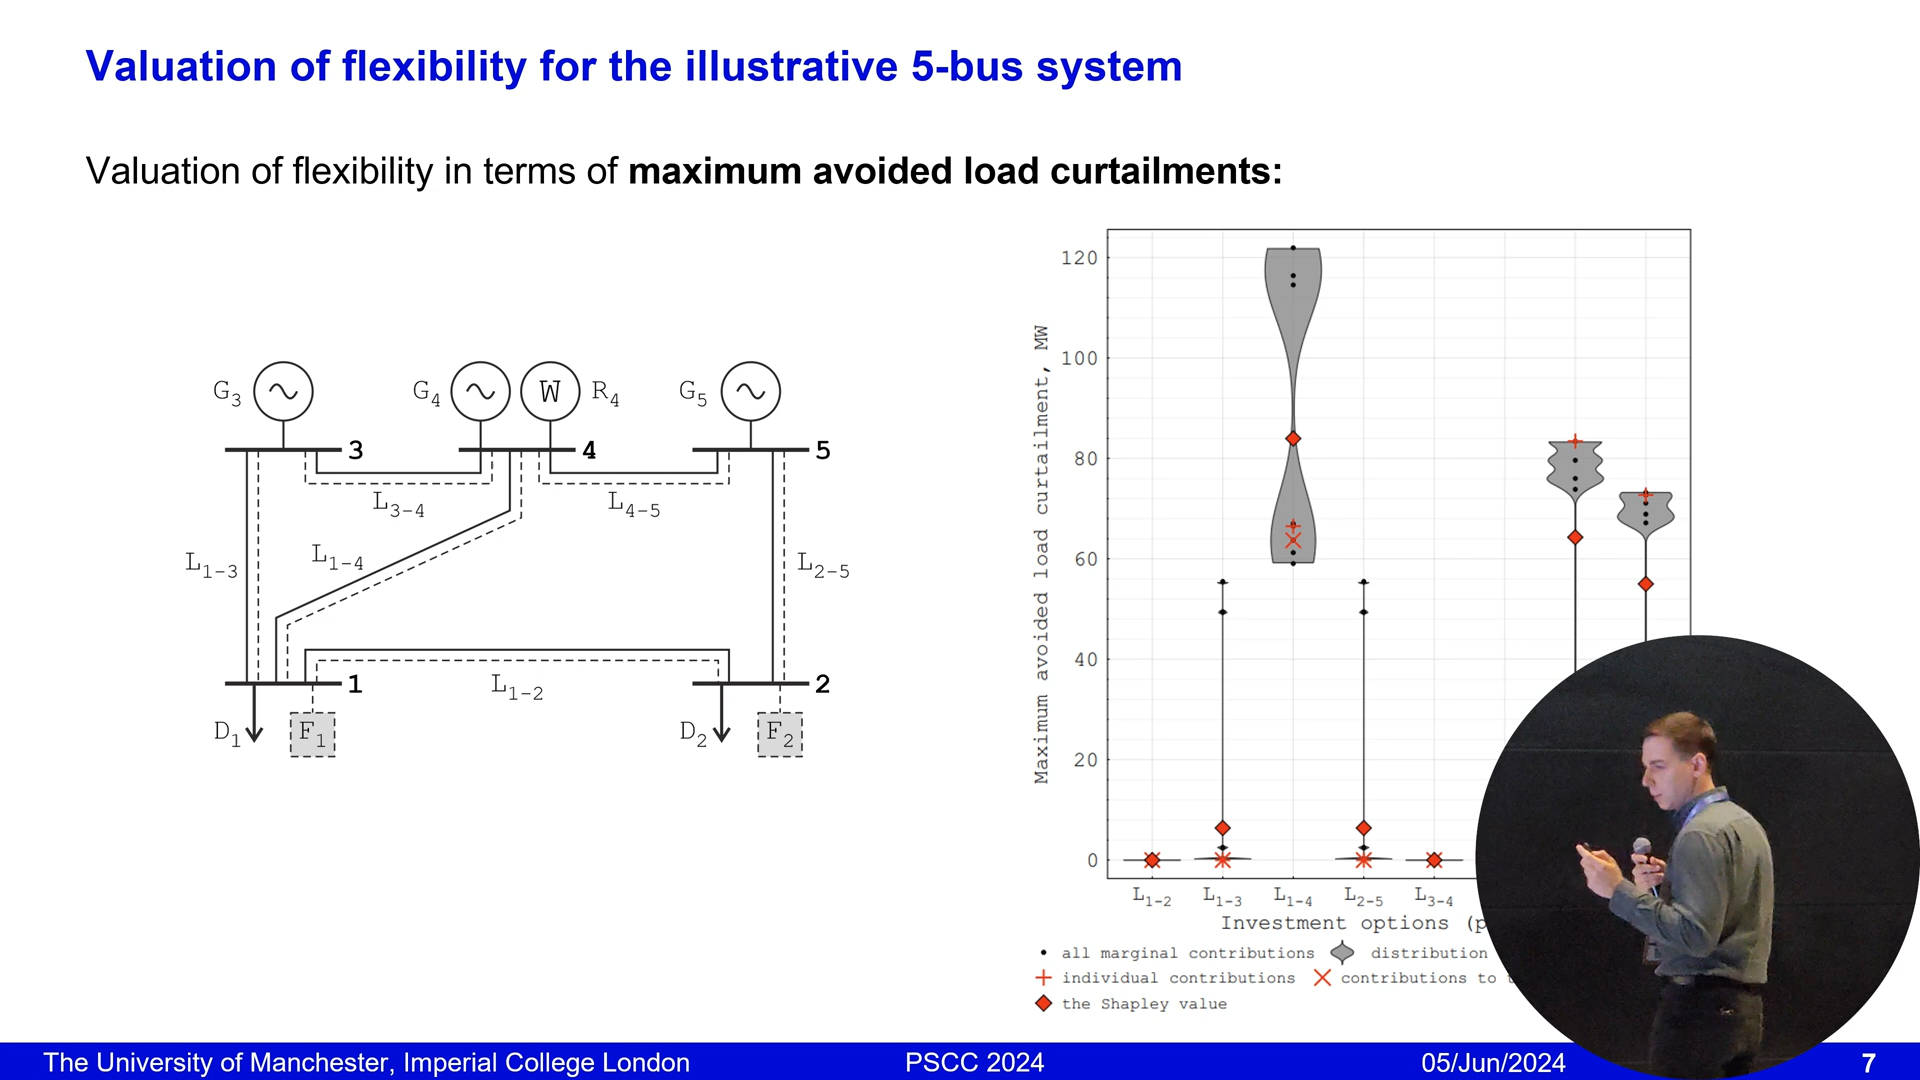 Valuation of flexibility for the illustrative 5-bus system
Valuation of flexibility in terms of maximum avoided load curtailments:
G3
G4
W
R4
G5
3
4
5
L3-4
L4-5
L1-3
L1-4
L2-5
1
L1-2
2
D1
F1
D2
F2
Maximum avoided load curtailment, MW
120
100
80
60
40
20
0
L1-2 L1-3 L1-4 L2-5 L3-4
Investment options
all marginal contributions distribution
individual contributions contributions to
the Shapley value
The University of Manchester, Imperial College London PSCC 2024 05/Jun/2024 7